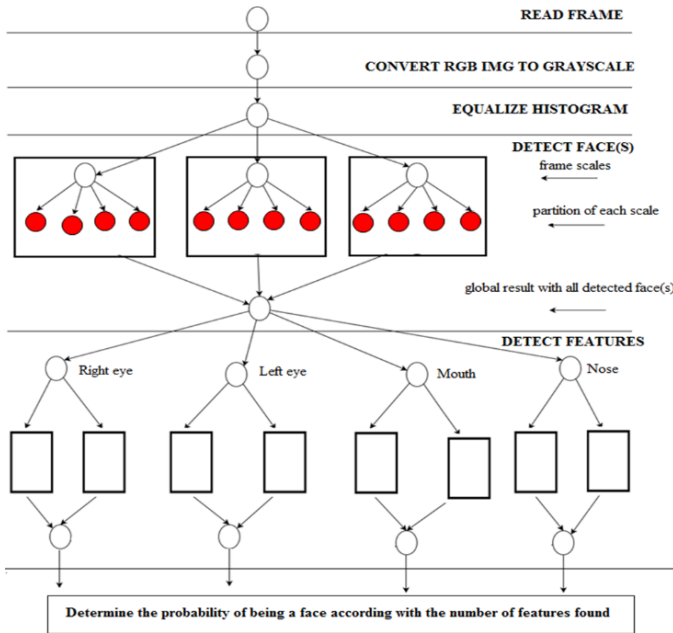 READ FRAME
CONVERT RGB IMG TO GRAYSCALE
EQUALIZE HISTOGRAM
DETECT FACE(S)
frame scales
partition of each scale
global result with all detected face(s)
DETECT FEATURES
Right eye
Left eye
Mouth
Nose
Determine the probability of being a face according with the number of features found